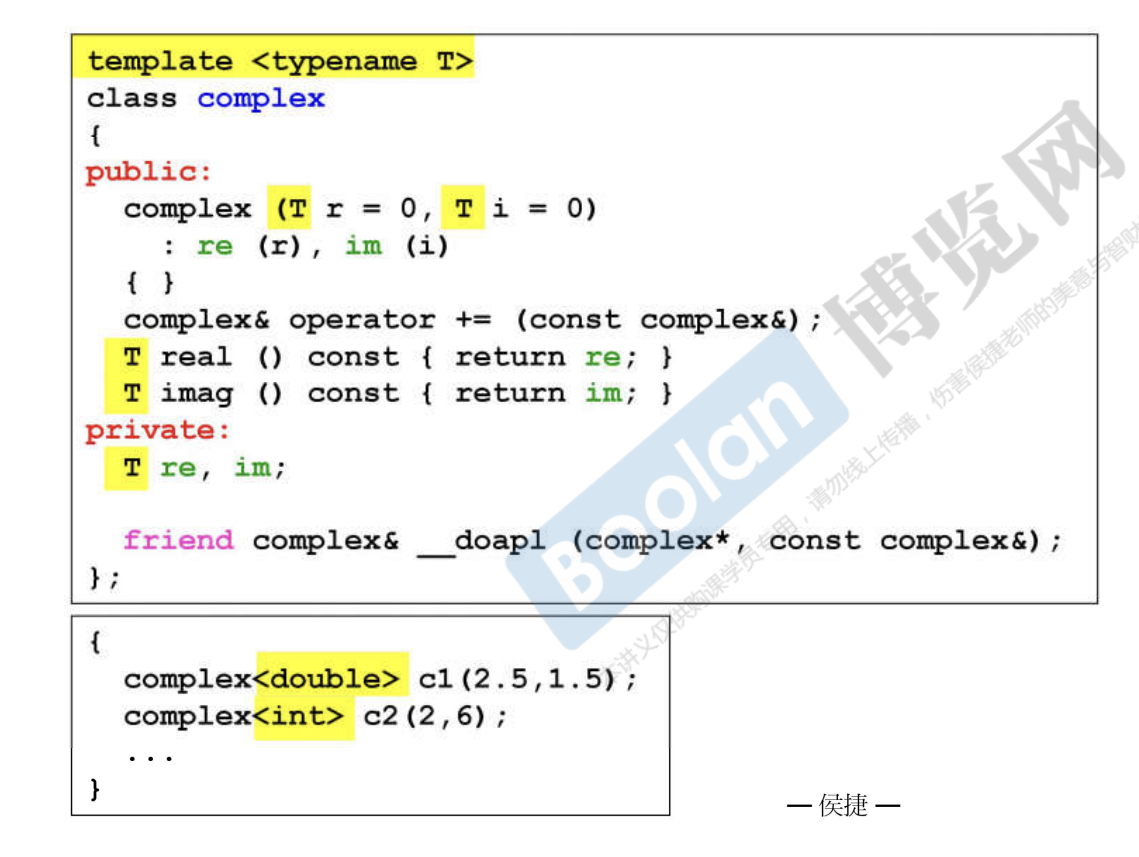 template <typename T>
class complex
{
public:
  complex (T r = 0, T i = 0)
    : re (r), im (i)
  { }
  complex& operator += (const complex&);
  T real () const { return re; }
  T imag () const { return im; }
private:
  T re, im;
  friend complex& __doapl (complex*, const complex&);
};
{
  complex<double> c1(2.5,1.5);
  complex<int> c2(2,6);
  ...
}
— 侯捷 —
Boolan 博览网
本讲义仅供购课学员专用，请勿线上传播，伤害侯捷老师的美意与智财